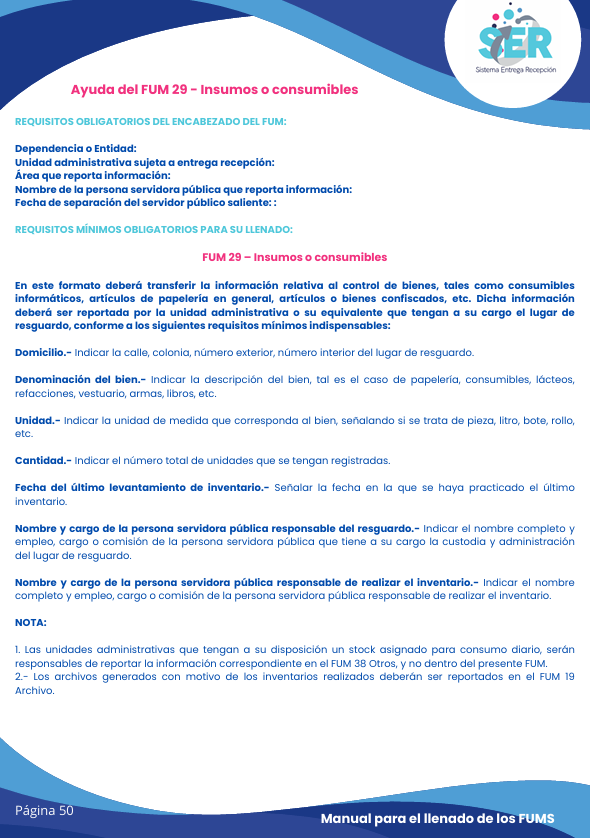 SER
Sistema Entrega Recepción
Ayuda del FUM 29 - Insumos o consumibles
REQUISITOS OBLIGATORIOS DEL ENCABEZADO DEL FUM:
Dependencia o Entidad:
Unidad administrativa sujeta a entrega recepción:
Área que reporta información:
Nombre de la persona servidora pública que reporta información:
Fecha de separación del servidor público saliente: :
REQUISITOS MÍNIMOS OBLIGATORIOS PARA SU LLENADO:
FUM 29 – Insumos o consumibles
En este formato deberá transferir la información relativa al control de bienes, tales como consumibles
informáticos, artículos de papelería en general, artículos o bienes confiscados, etc. Dicha información
deberá ser reportada por la unidad administrativa o su equivalente que tengan a su cargo el lugar de
resguardo, conforme a los siguientes requisitos mínimos indispensables:
Domicilio.- Indicar la calle, colonia, número exterior, número interior del lugar de resguardo.
Denominación del bien.- Indicar la descripción del bien, tal es el caso de papelería, consumibles, lácteos,
refacciones, vestuario, armas, libros, etc.
Unidad.- Indicar la unidad de medida que corresponda al bien, señalando si se trata de pieza, litro, bote, rollo,
etc.
Cantidad.- Indicar el número total de unidades que se tengan registradas.
Fecha del último levantamiento de inventario.- Señalar la fecha en la que se haya practicado el último
inventario.
Nombre y cargo de la persona servidora pública responsable del resguardo.- Indicar el nombre completo y
empleo, cargo o comisión de la persona servidora pública que tiene a su cargo la custodia y administración
del lugar de resguardo.
Nombre y cargo de la persona servidora pública responsable de realizar el inventario.- Indicar el nombre
completo y empleo, cargo o comisión de la persona servidora pública responsable de realizar el inventario.
NOTA:
1. Las unidades administrativas que tengan a su disposición un stock asignado para consumo diario, serán
responsables de reportar la información correspondiente en el FUM 38 Otros, y no dentro del presente FUM.
2.- Los archivos generados con motivo de los inventarios realizados deberán ser reportados en el FUM 19
Archivo.
Página 50
Manual para el llenado de los FUMS